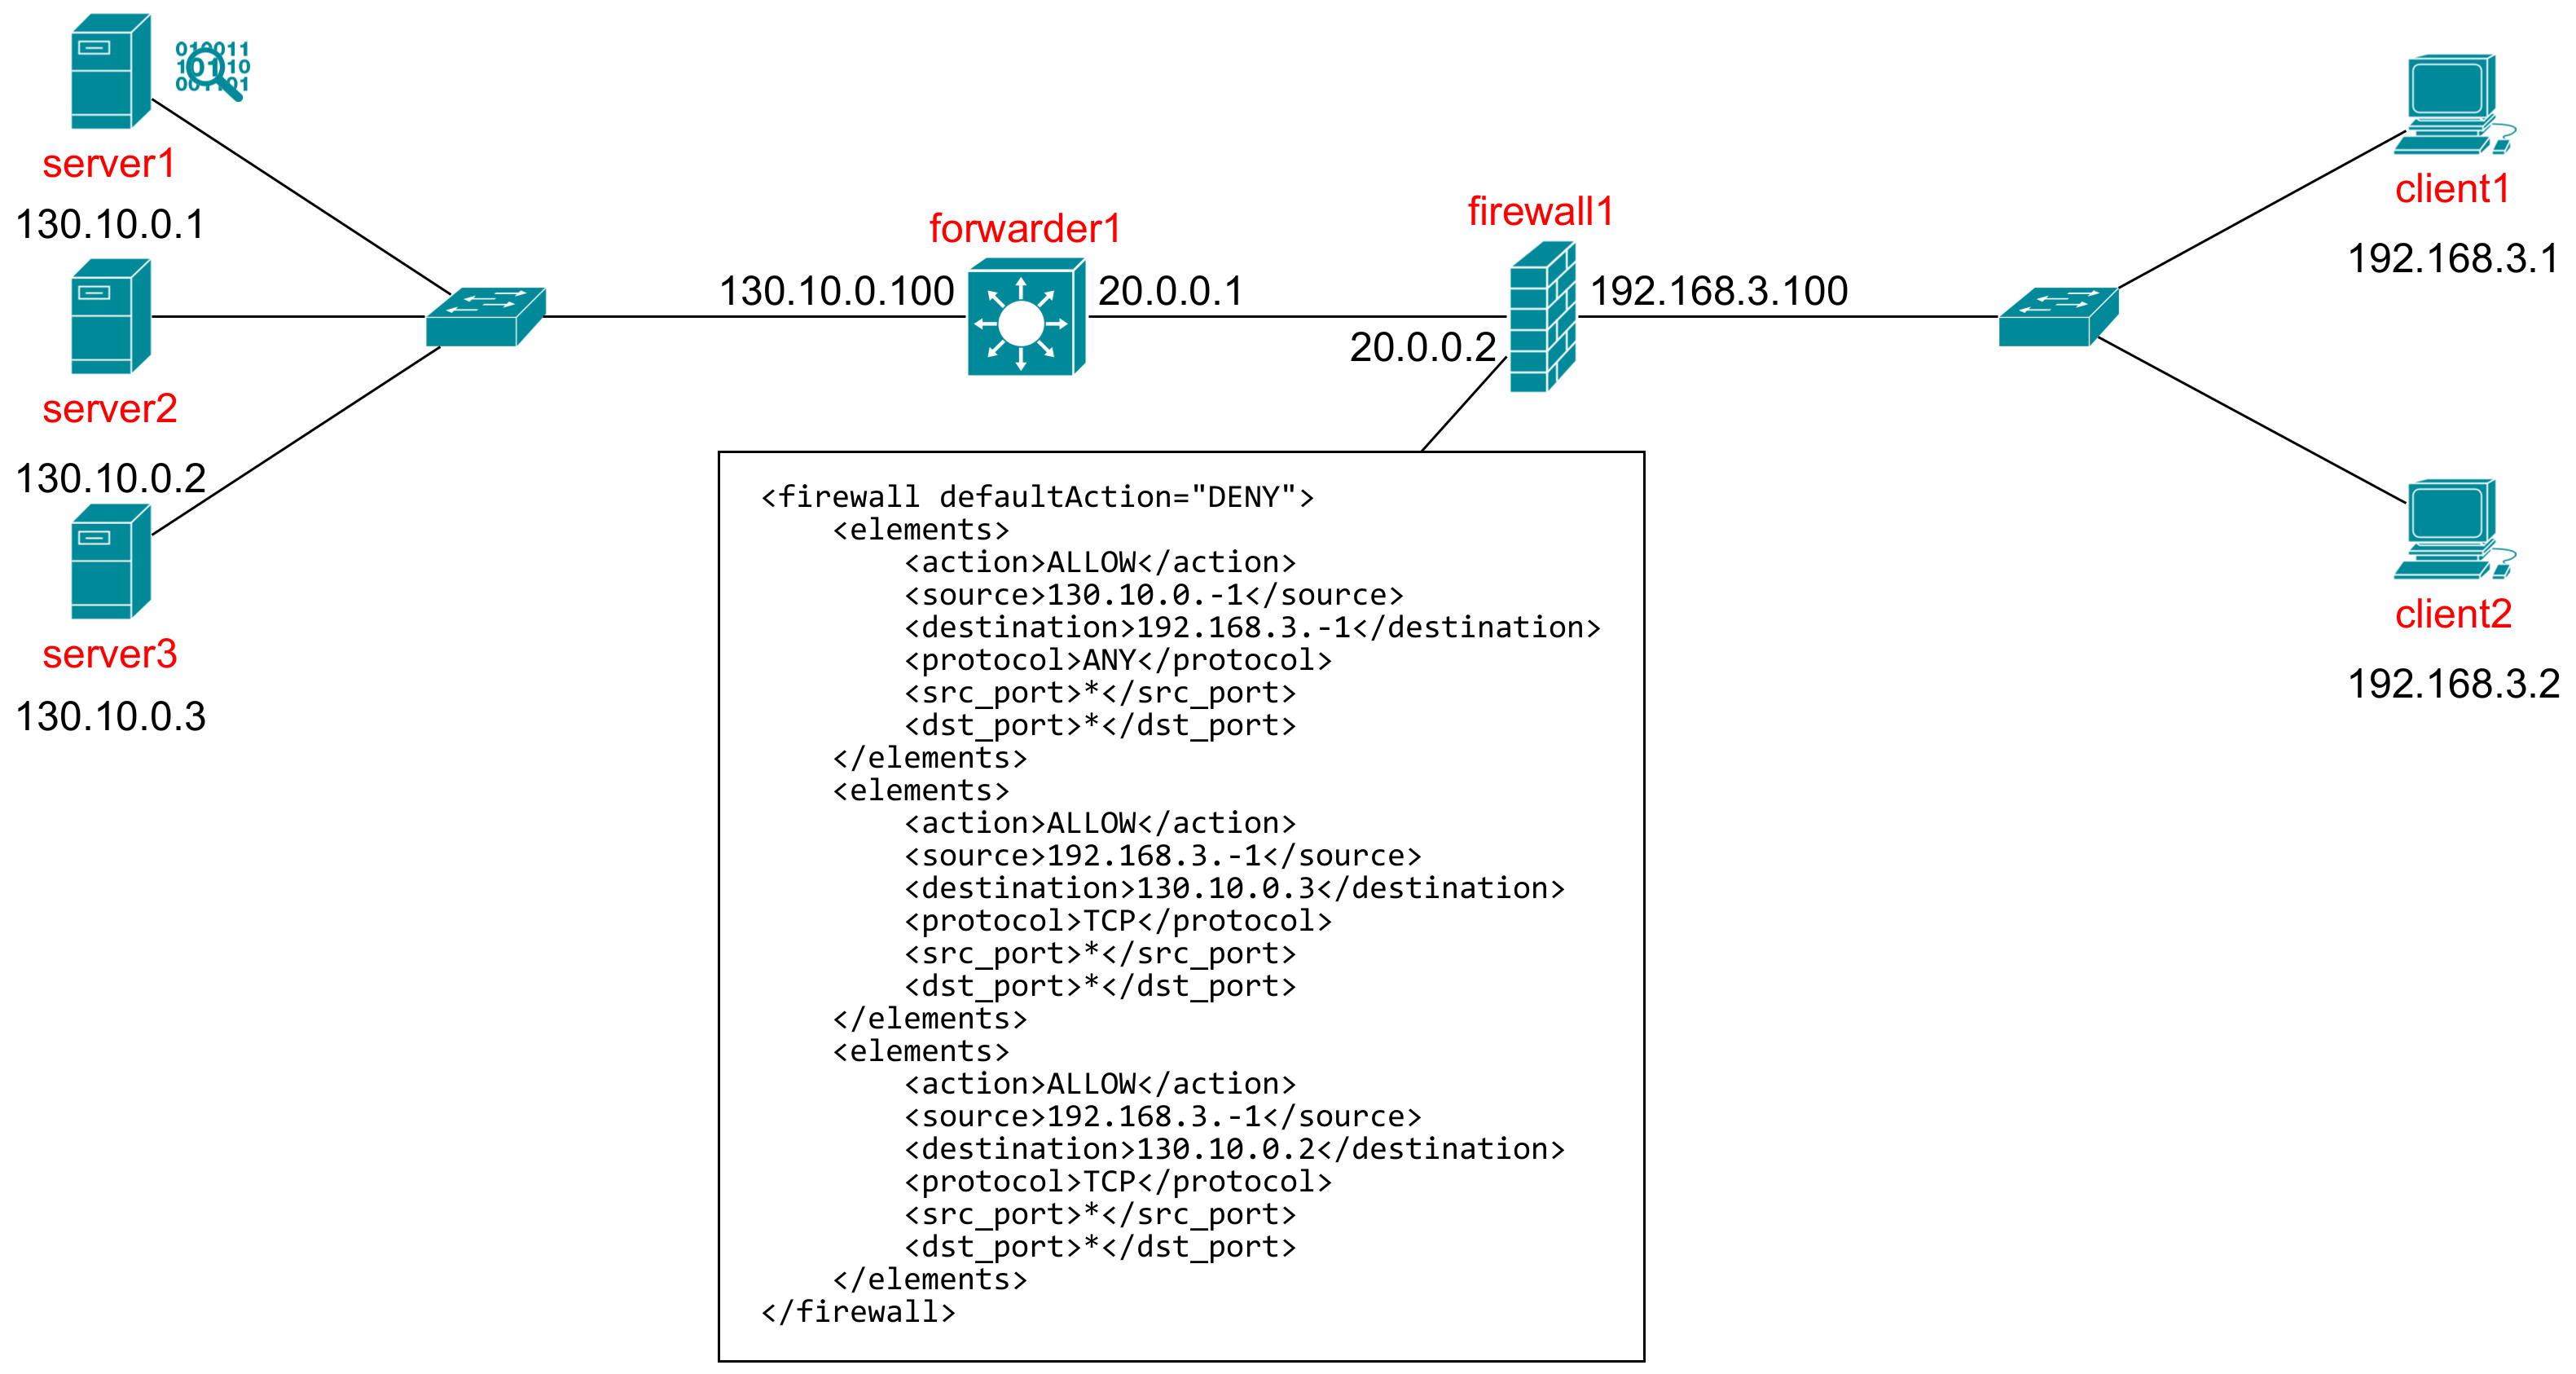 010011
10110
001101
server1
130.10.0.1
server2
130.10.0.2
server3
130.10.0.3
forwarder1
130.10.0.100
20.0.0.1
firewall1
20.0.0.2
192.168.3.100
client1
192.168.3.1
client2
192.168.3.2
<firewall defaultAction="DENY">
<elements>
<action>ALLOW</action>
<source>130.10.0.-1</source>
<destination>192.168.3.-1</destination>
<protocol>ANY</protocol>
<src_port>*</src_port>
<dst_port>*</dst_port>
</elements>
<elements>
<action>ALLOW</action>
<source>192.168.3.-1</source>
<destination>130.10.0.3</destination>
<protocol>TCP</protocol>
<src_port>*</src_port>
<dst_port>*</dst_port>
</elements>
<elements>
<action>ALLOW</action>
<source>192.168.3.-1</source>
<destination>130.10.0.2</destination>
<protocol>TCP</protocol>
<src_port>*</src_port>
<dst_port>*</dst_port>
</elements>
</firewall>